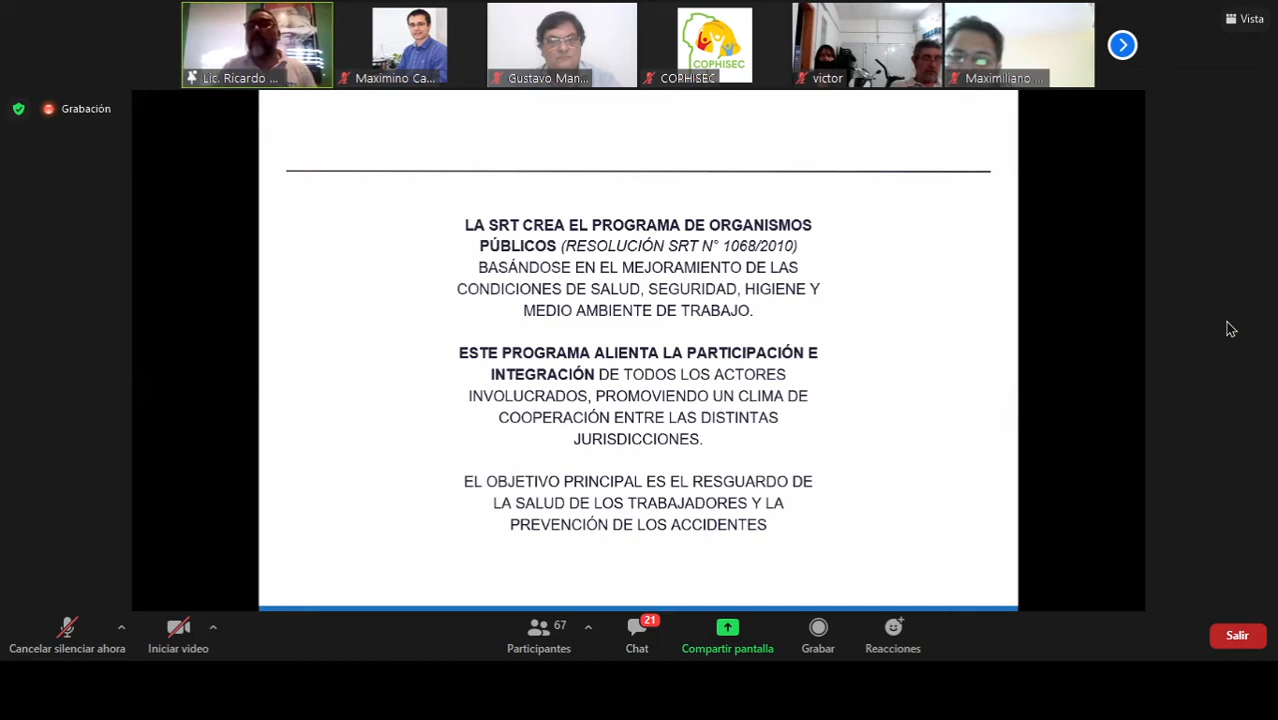 Vista
Lic. Ricardo ...
Maximino Ca...
Gustavo Man...
COPHISEC
COPHISEC
victor
Maximiliano ...
Grabación
LA SRT CREA EL PROGRAMA DE ORGANISMOS
PÚBLICOS (RESOLUCIÓN SRT N° 1068/2010)
BASÁNDOSE EN EL MEJORAMIENTO DE LAS
CONDICIONES DE SALUD, SEGURIDAD, HIGIENE Y
MEDIO AMBIENTE DE TRABAJO.
ESTE PROGRAMA ALIENTA LA PARTICIPACIÓN E
INTEGRACIÓN DE TODOS LOS ACTORES
INVOLUCRADOS, PROMOVIENDO UN CLIMA DE
COOPERACIÓN ENTRE LAS DISTINTAS
JURISDICCIONES.
EL OBJETIVO PRINCIPAL ES EL RESGUARDO DE
LA SALUD DE LOS TRABAJADORES Y LA
PREVENCIÓN DE LOS ACCIDENTES
67
21
Cancelar silenciar ahora
Iniciar video
Participantes
Chat
Compartir pantalla
Grabar
Reacciones
Salir